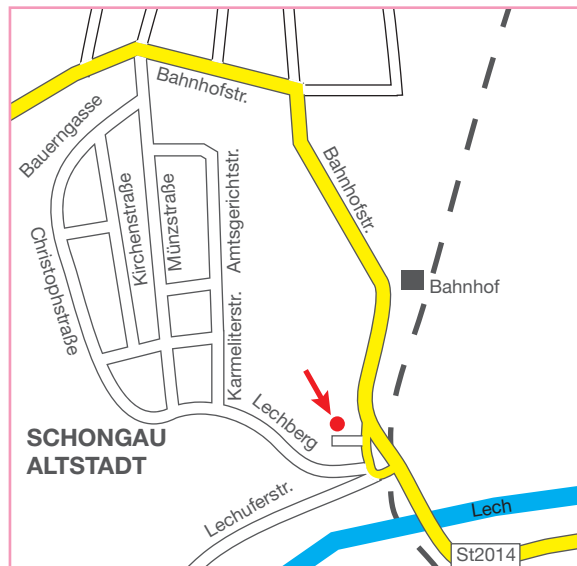 Bahnhofstr.
Bauerngasse
Kirchenstraße
Münzstraße
Amtsgerichtstr.
Bahnhofstr.
Christophstraße
Bahnhof
Karmeliterstr.
Lechberg
SCHONGAU
ALTSTADT
Lechuferstr.
Lech
St2014